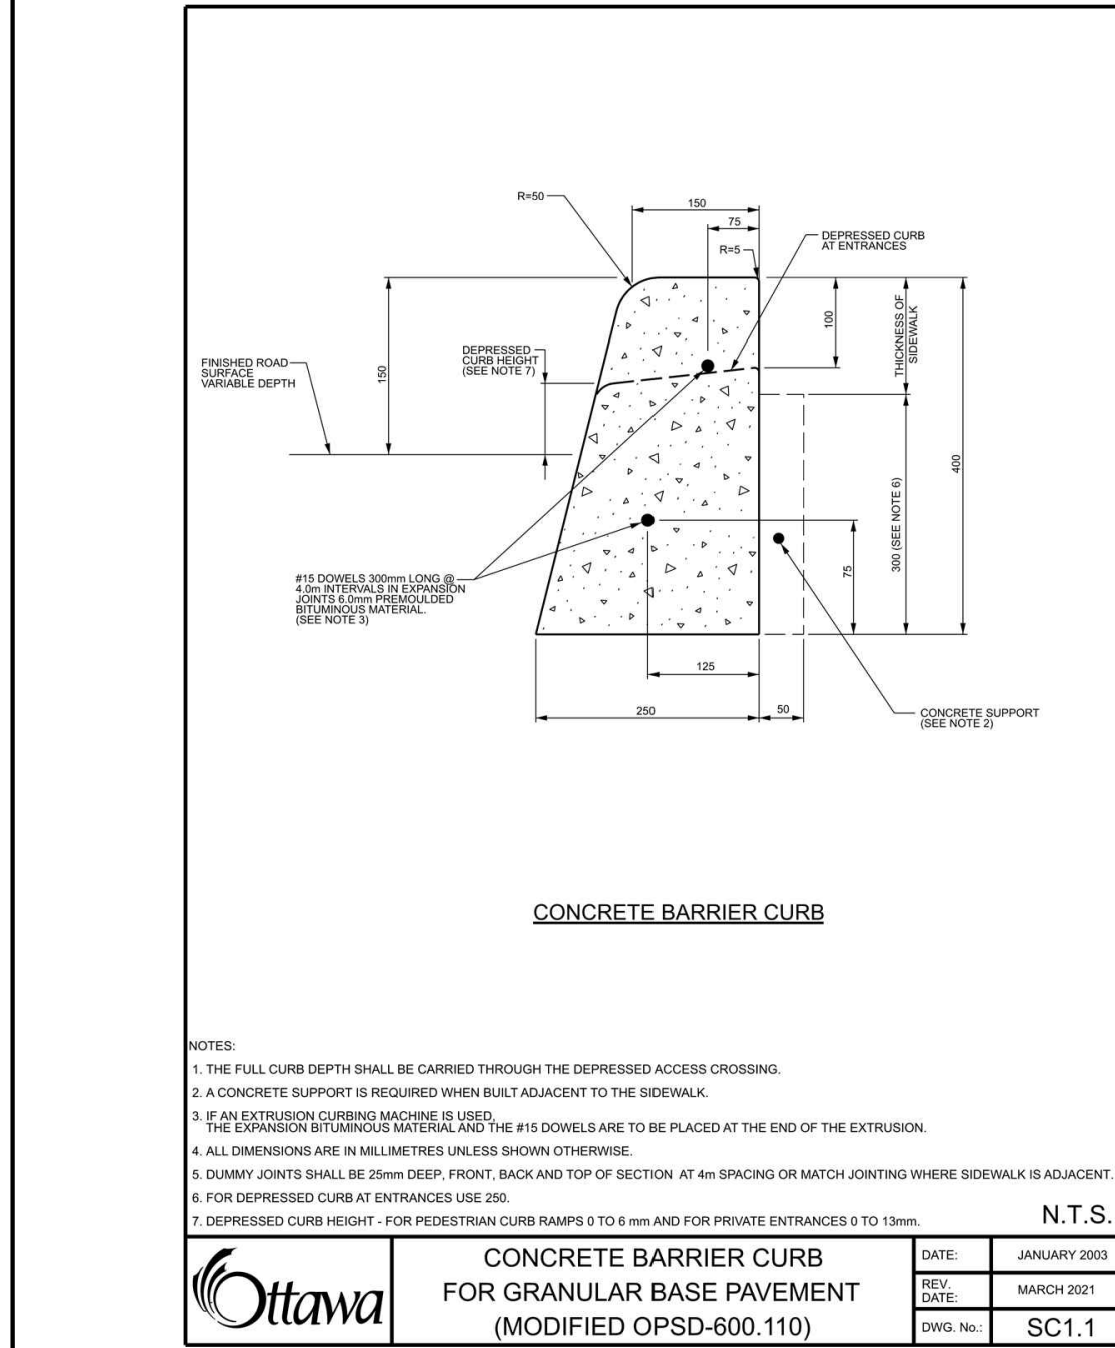 R=50
150
75
R=5
DEPRESSED CURB
AT ENTRANCES
100
THICKNESS OF
SIDEWALK
FINISHED ROAD
SURFACE
VARIABLE DEPTH
150
DEPRESSED
CURB HEIGHT
(SEE NOTE 7)
400
300 (SEE NOTE 6)
75
#15 DOWELS 300mm LONG @
4.0m INTERVALS IN EXPANSION
JOINTS 6.0mm PREMOULDED
BITUMINOUS MATERIAL.
(SEE NOTE 3)
125
250
50
CONCRETE SUPPORT
(SEE NOTE 2)
CONCRETE BARRIER CURB
NOTES:
1. THE FULL CURB DEPTH SHALL BE CARRIED THROUGH THE DEPRESSED ACCESS CROSSING.
2. A CONCRETE SUPPORT IS REQUIRED WHEN BUILT ADJACENT TO THE SIDEWALK.
3. IF AN EXTRUSION CURBING MACHINE IS USED,
THE EXPANSION BITUMINOUS MATERIAL AND THE #15 DOWELS ARE TO BE PLACED AT THE END OF THE EXTRUSION.
4. ALL DIMENSIONS ARE IN MILLIMETRES UNLESS SHOWN OTHERWISE.
5. DUMMY JOINTS SHALL BE 25mm DEEP, FRONT, BACK AND TOP OF SECTION AT 4m SPACING OR MATCH JOINTING WHERE SIDEWALK IS ADJACENT.
6. FOR DEPRESSED CURB AT ENTRANCES USE 250.
7. DEPRESSED CURB HEIGHT - FOR PEDESTRIAN CURB RAMPS 0 TO 6 mm AND FOR PRIVATE ENTRANCES 0 TO 13mm.
N.T.S.
Ottawa
CONCRETE BARRIER CURB
FOR GRANULAR BASE PAVEMENT
(MODIFIED OPSD-600.110)
DATE: JANUARY 2003
REV. DATE: MARCH 2021
DWG. No.: SC1.1